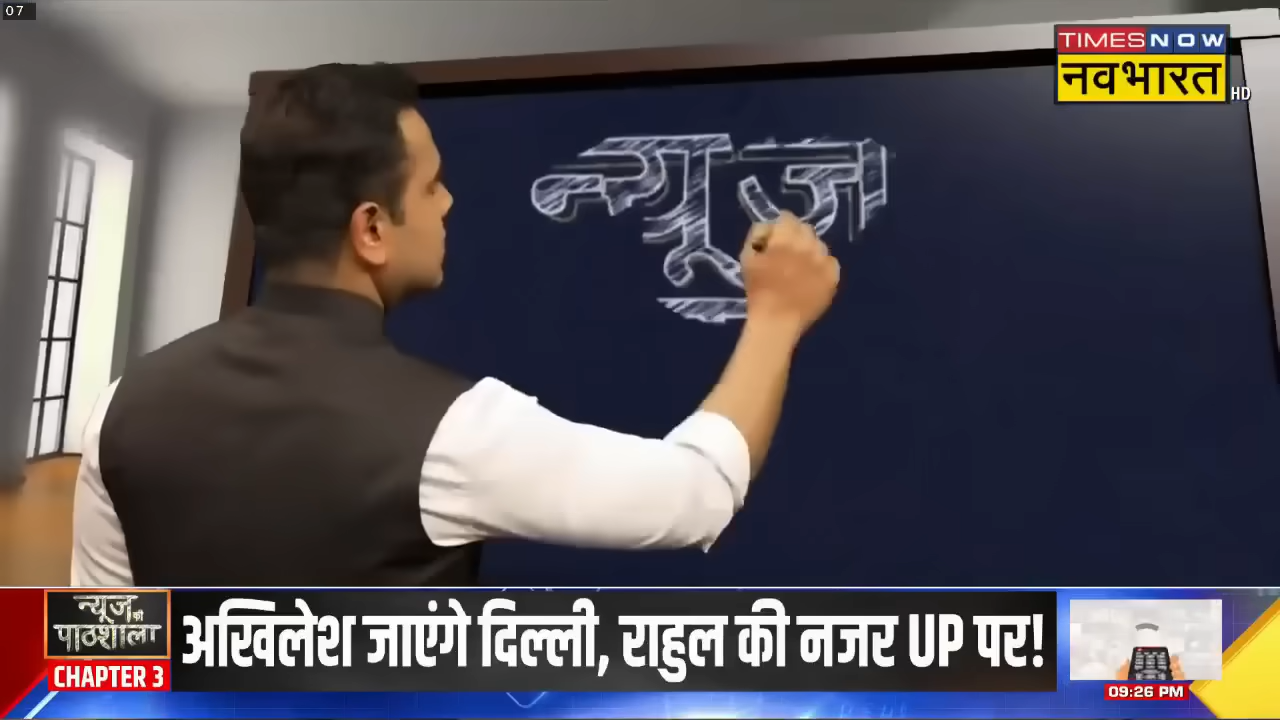 07
TIMES NOW
नवभारत HD
न्यूज
न्यूज की
पाठशाला
CHAPTER 3
अखिलेश जाएंगे दिल्ली, राहुल की नजर UP पर!
09:26 PM